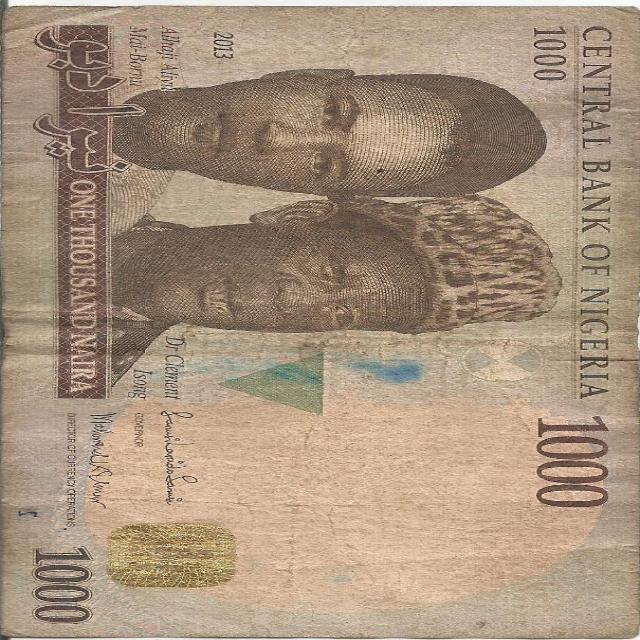 CENTRAL BANK OF NIGERIA
1000
1000
2013
Alhaji Aliyu
Mai-Bornu
Dr Clement
Isong
GOVERNOR
DIRECTOR OF CURRENCY OPERATIONS
ONE THOUSAND NAIRA
1000